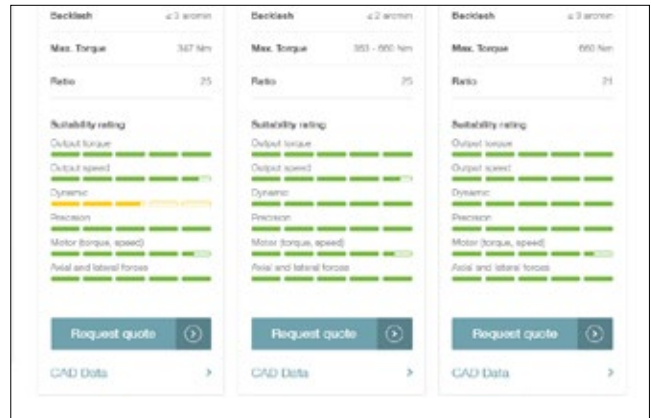 Backlash ≤ 3 arcmin
Max. Torque 347 Nm
Ratio 25
Suitability rating
Output torque
Output speed
Dynamic
Precision
Motor (torque, speed)
Axial and lateral forces
Request quote
CAD Data
Backlash ≤ 2 arcmin
Max. Torque 660 Nm
Ratio 25
Suitability rating
Output torque
Output speed
Dynamic
Precision
Motor (torque, speed)
Axial and lateral forces
Request quote
CAD Data
Backlash ≤ 3 arcmin
Max. Torque 660 Nm
Ratio 21
Suitability rating
Output torque
Output speed
Dynamic
Precision
Motor (torque, speed)
Axial and lateral forces
Request quote
CAD Data